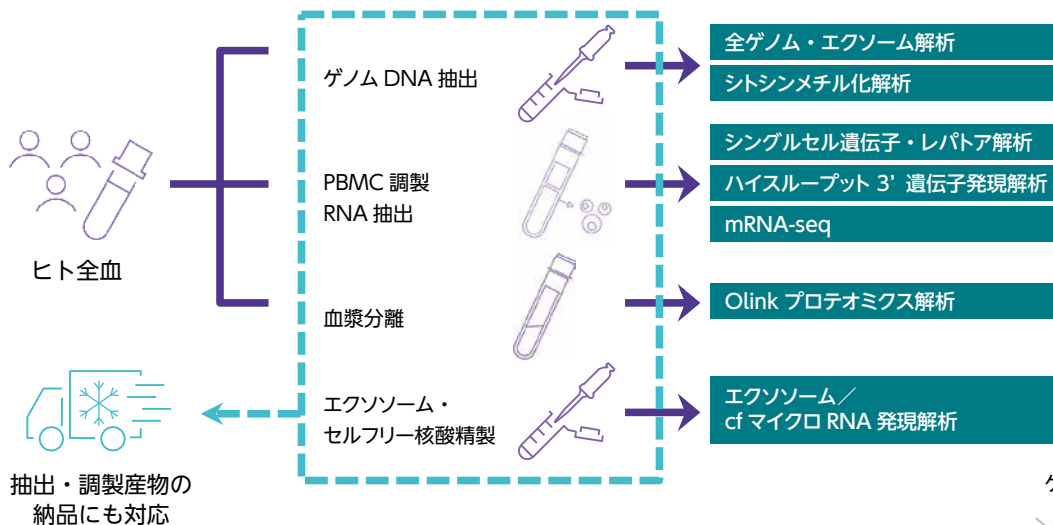 ヒト全血
抽出・調製産物の
納品にも対応
ゲノム DNA 抽出
PBMC 調製
RNA 抽出
血漿分離
エクソソーム・
セルフリー核酸精製
全ゲノム・エクソーム解析
シトシンメチル化解析
シングルセル遺伝子・レパトア解析
ハイスループット 3’ 遺伝子発現解析
mRNA-seq
Olink プロテオミクス解析
エクソソーム／
cf マイクロ RNA 発現解析